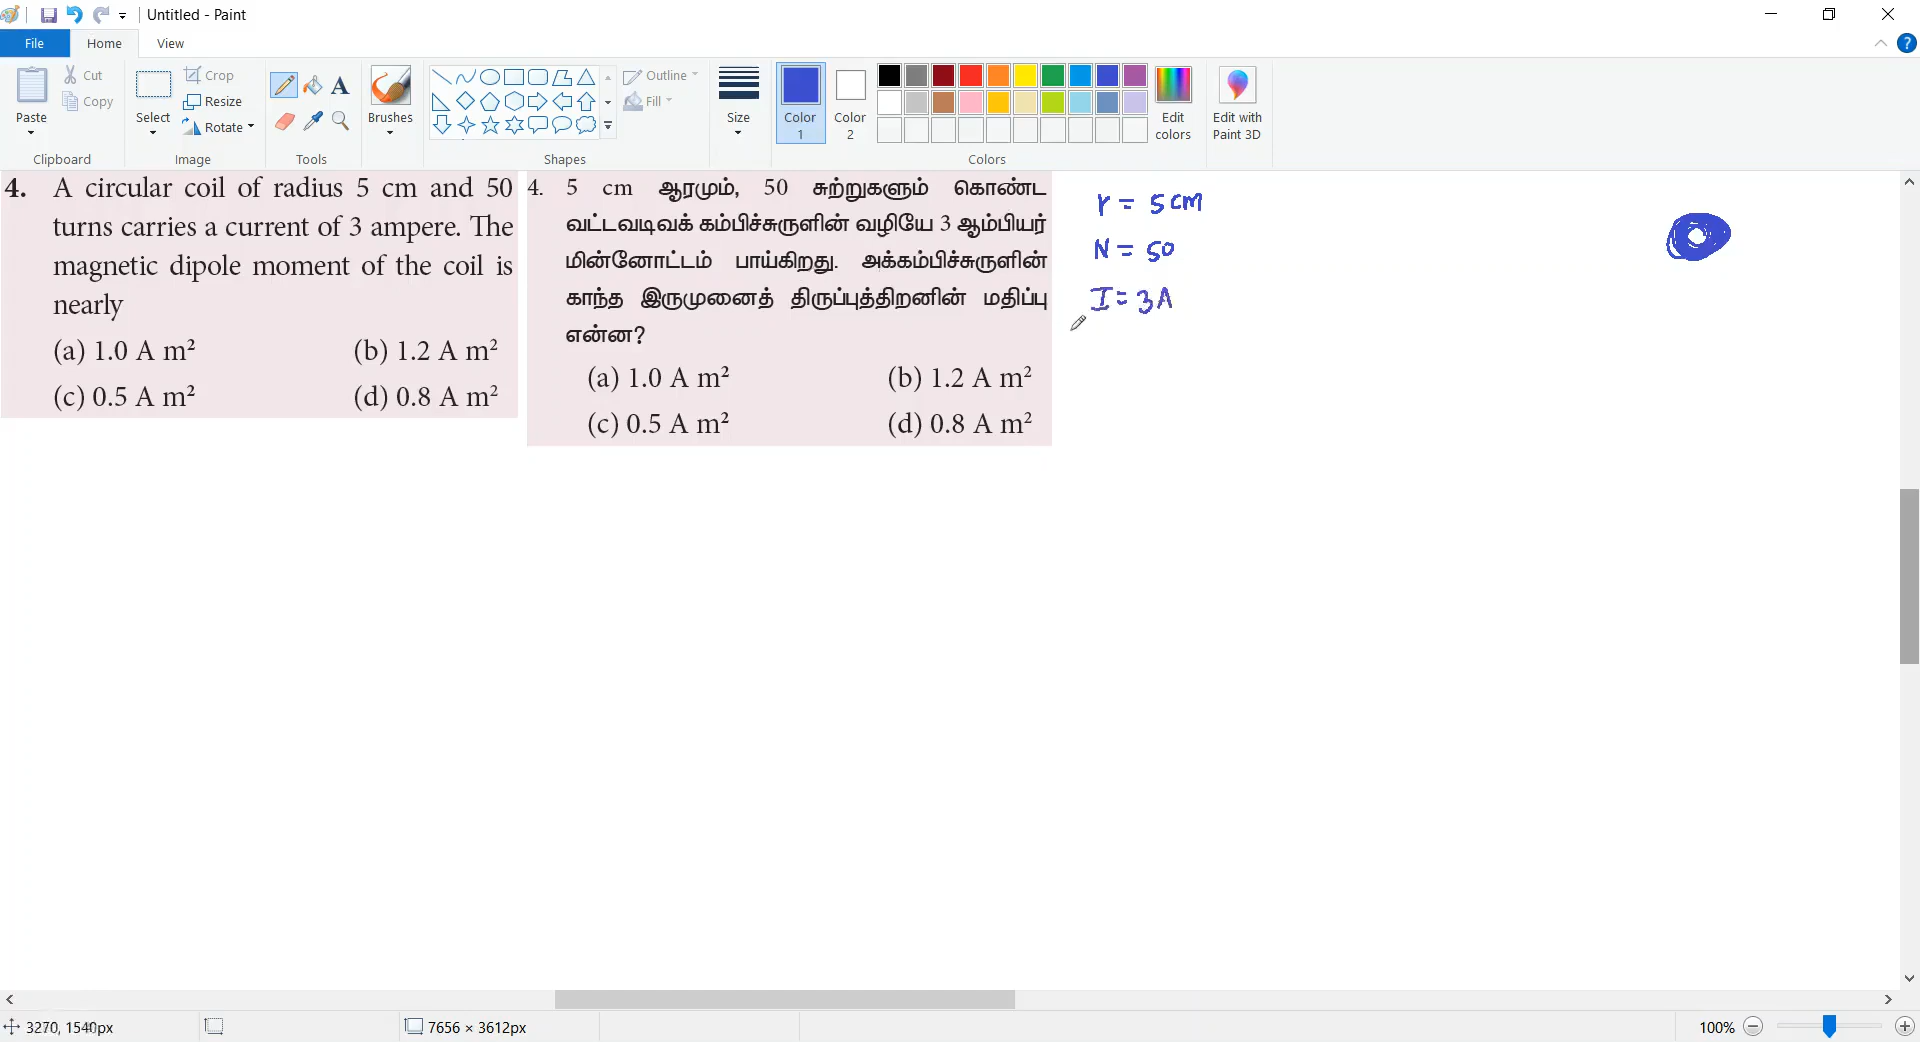 Untitled - Paint
File Home View
Paste
Cut
Copy
Clipboard
Select
Crop
Resize
Rotate
Image
Tools
Brushes
Shapes
Outline
Fill
Size
Color 1
Color 2
Colors
Edit colors
Edit with Paint 3D
4. A circular coil of radius 5 cm and 50
turns carries a current of 3 ampere. The
magnetic dipole moment of the coil is
nearly
(a) 1.0 A m² (b) 1.2 A m²
(c) 0.5 A m² (d) 0.8 A m²
4. 5 cm ஆரமும், 50 சுற்றுகளும் கொண்ட
வட்டவடிவக் கம்பிச்சுருளின் வழியே 3 ஆம்பியர்
மின்னோட்டம் பாய்கிறது. அக்கம்பிச்சுருளின்
காந்த இருமுனைத் திருப்புத்திறனின் மதிப்பு
என்ன?
(a) 1.0 A m² (b) 1.2 A m²
(c) 0.5 A m² (d) 0.8 A m²
r = 5cm
N = 50
I = 3A
3270, 1540px
7656 × 3612px
100%